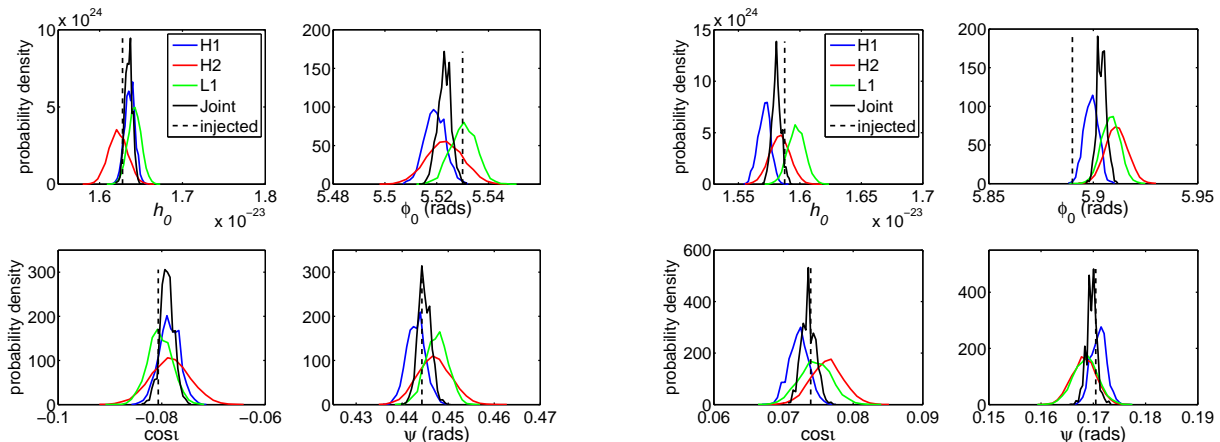 x 10^24
probability density
10
5
0
1.6 1.7 1.8
h_0 x 10^-23
H1
H2
L1
Joint
injected
200
150
100
50
0
5.48 5.5 5.52 5.54
ϕ_0 (rads)
probability density
300
200
100
0
−0.1 −0.08 −0.06
cosι
300
200
100
0
0.43 0.44 0.45 0.46 0.47
ψ (rads)
x 10^24
probability density
15
10
5
0
1.55 1.6 1.65 1.7
h_0 x 10^-23
H1
H2
L1
Joint
injected
200
150
100
50
0
5.85 5.9 5.95
ϕ_0 (rads)
probability density
600
400
200
0
0.06 0.07 0.08 0.09
cosι
400
200
0
0.15 0.16 0.17 0.18 0.19
ψ (rads)